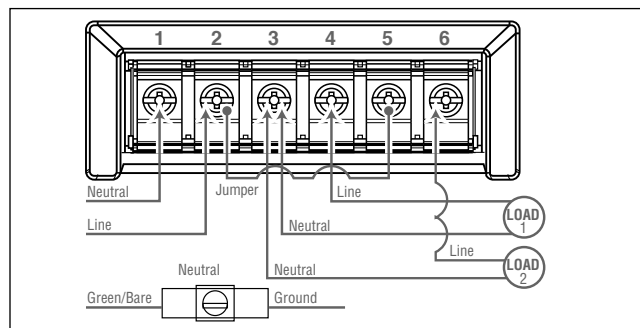 1 2 3 4 5 6
Neutral
Jumper
Line
LOAD
1
Line
Neutral
Line
LOAD
2
Neutral
Neutral
Green/Bare
Ground